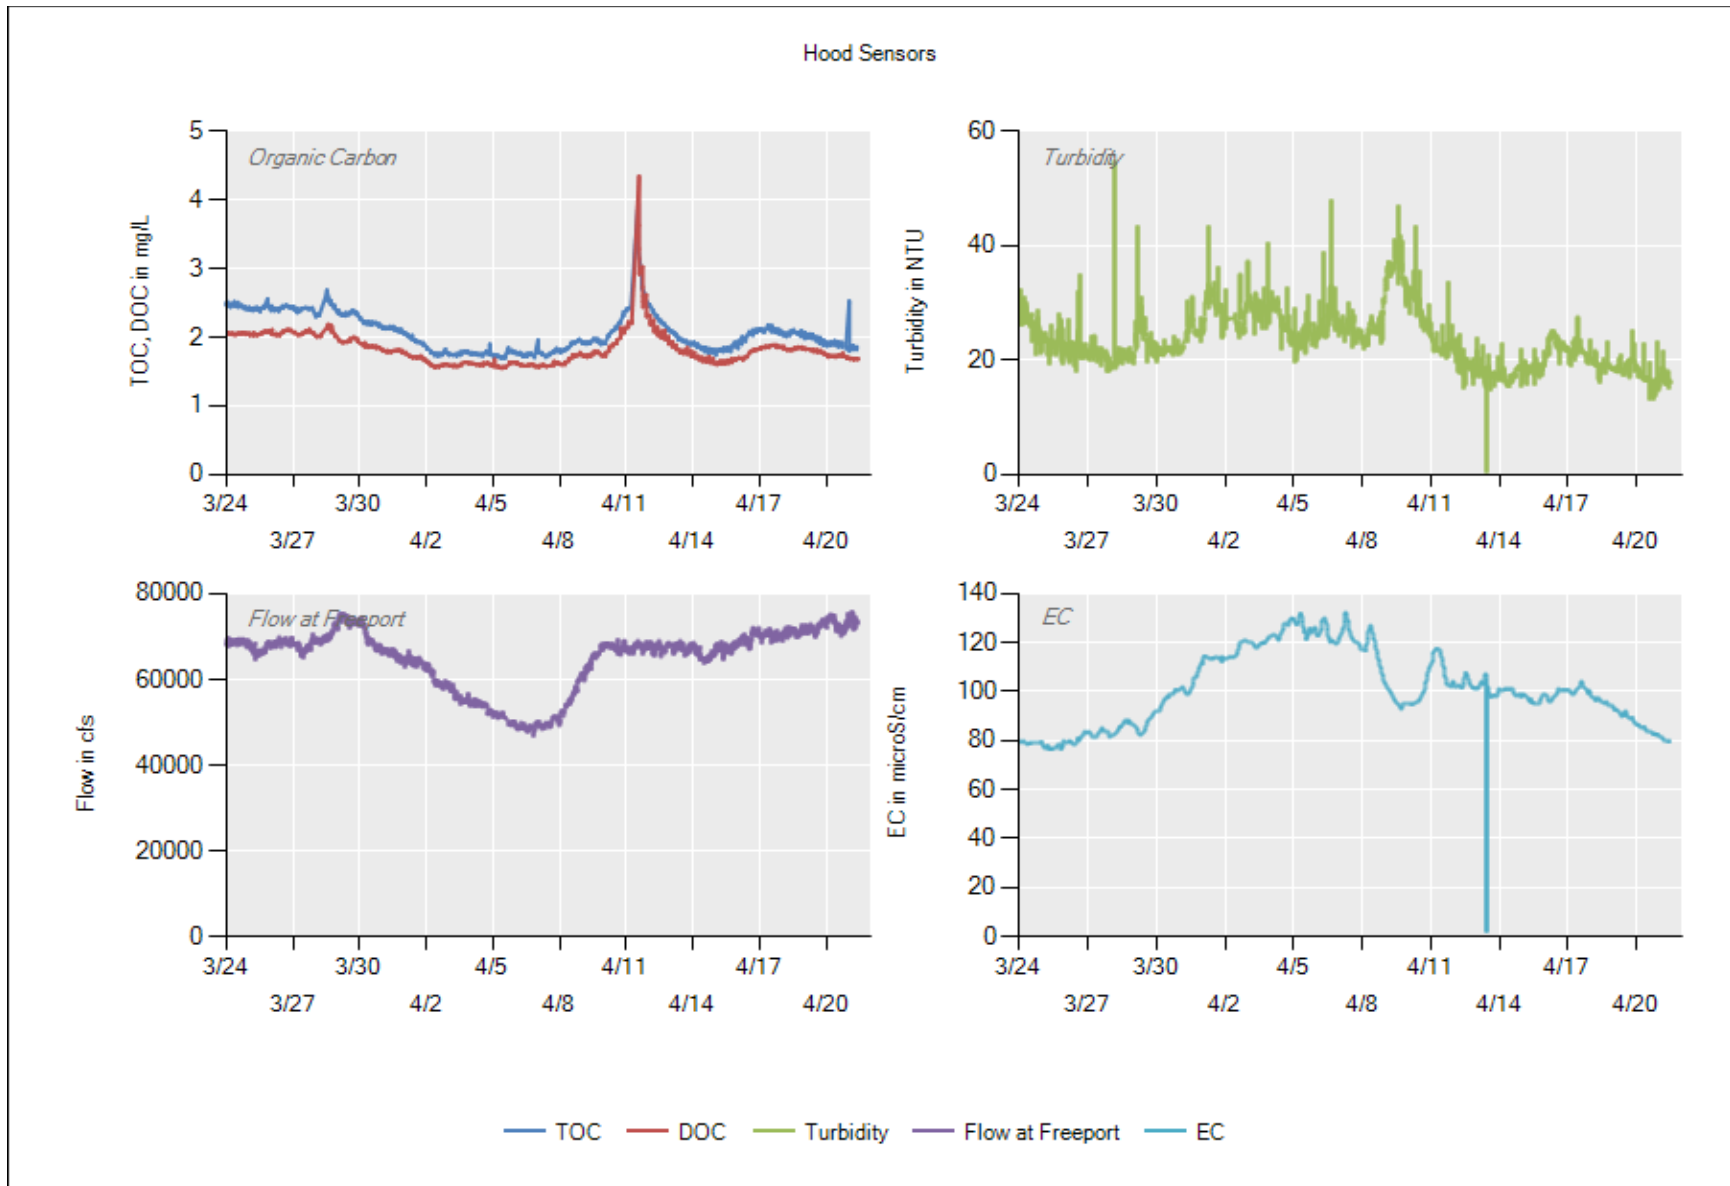 Hood Sensors
Organic Carbon
TOC, DOC in mg/L
5
4
3
2
1
0
3/24 3/30 4/5 4/11 4/17
3/27 4/2 4/8 4/14 4/20
Turbidity
Turbidity in NTU
60
40
20
0
3/24 3/30 4/5 4/11 4/17
3/27 4/2 4/8 4/14 4/20
Flow at Freeport
Flow in cfs
80000
60000
40000
20000
0
3/24 3/30 4/5 4/11 4/17
3/27 4/2 4/8 4/14 4/20
EC
EC in microS/cm
140
120
100
80
60
40
20
0
3/24 3/30 4/5 4/11 4/17
3/27 4/2 4/8 4/14 4/20
TOC DOC Turbidity Flow at Freeport EC